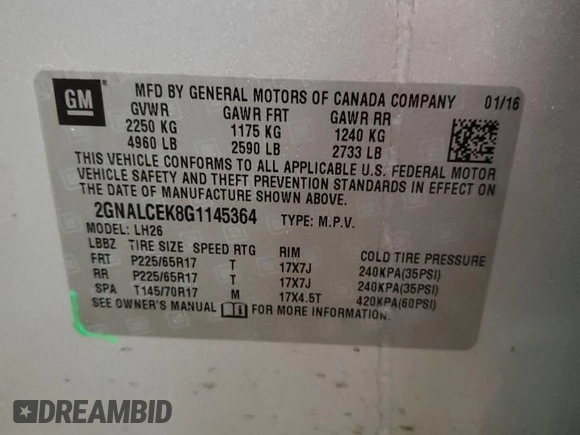 GM
MFD BY GENERAL MOTORS OF CANADA COMPANY 01/16
GVWR GAWR FRT GAWR RR
2250 KG 1175 KG 1240 KG
4960 LB 2590 LB 2733 LB
THIS VEHICLE CONFORMS TO ALL APPLICABLE U.S. FEDERAL MOTOR
VEHICLE SAFETY AND THEFT PREVENTION STANDARDS IN EFFECT ON
THE DATE OF MANUFACTURE SHOWN ABOVE.
2GNALCEK8G1145364 TYPE: M.P.V.
MODEL: LH26
LBBZ TIRE SIZE SPEED RTG RIM COLD TIRE PRESSURE
FRT P225/65R17 T 17X7J 240KPA(35PSI)
RR P225/65R17 T 17X7J 240KPA(35PSI)
SPA T145/70R17 M 17X4.5T 420KPA(60PSI)
SEE OWNER'S MANUAL FOR MORE INFORMATION
DREAMBID